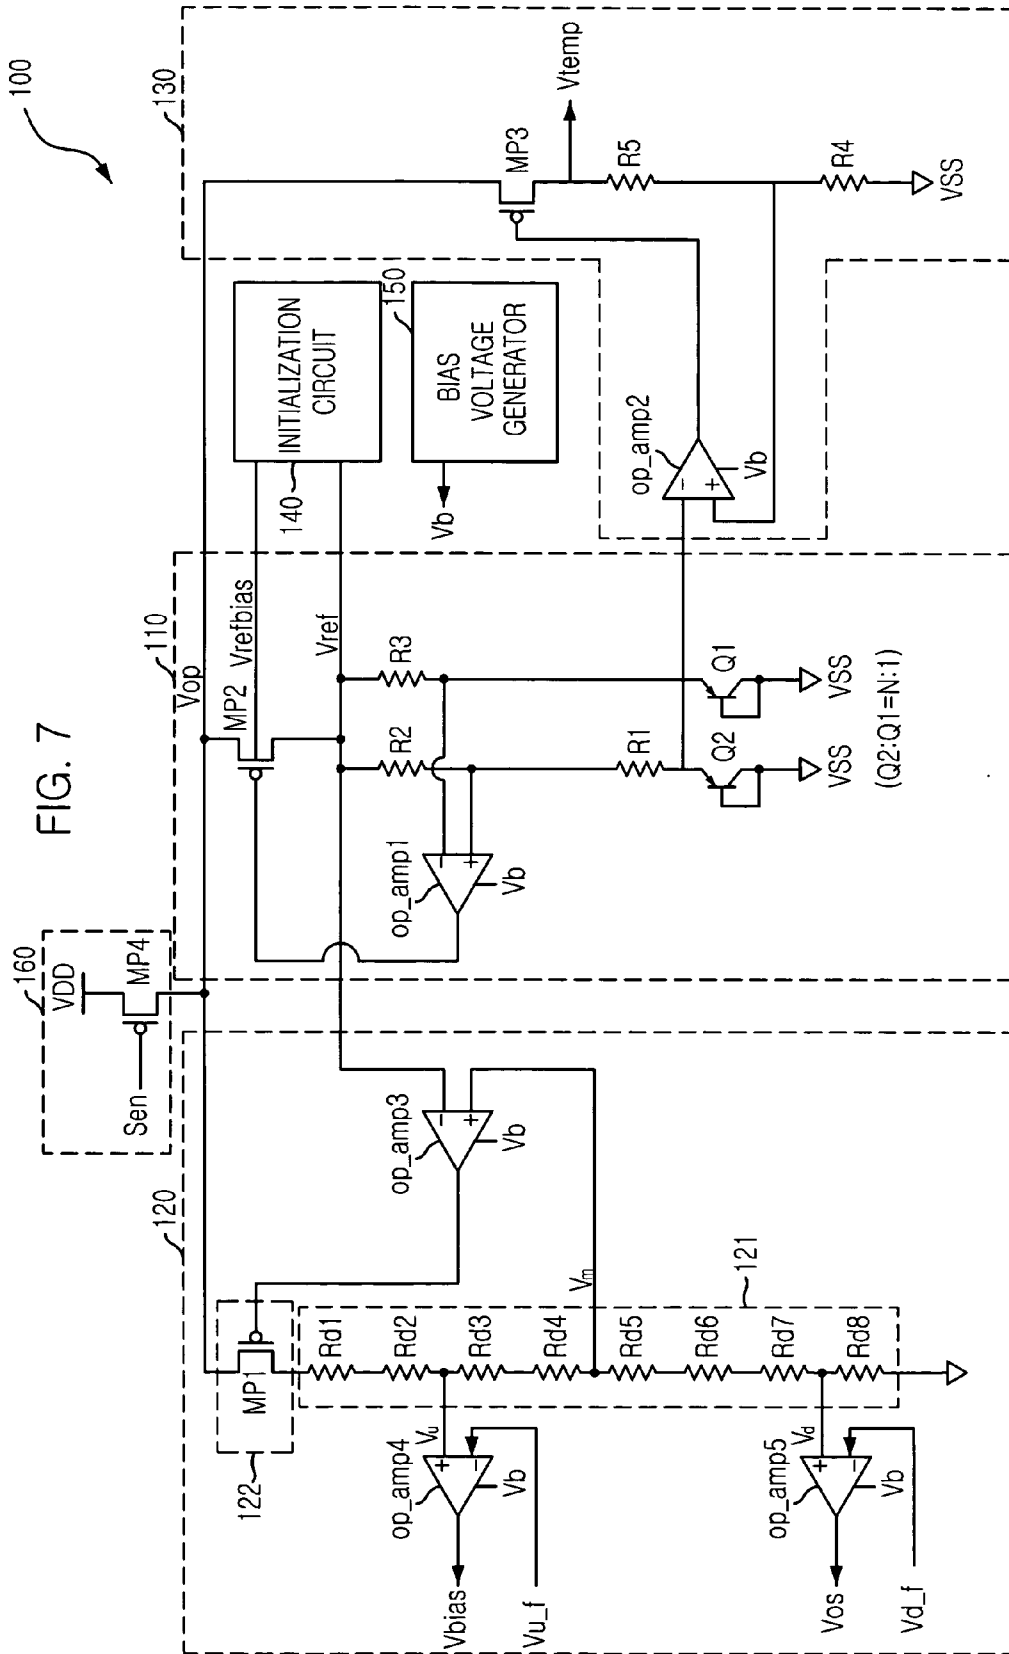 FIG. 7
100
160
VDD
MP4
Sen
120
110
130
Vop
MP2
Vrefbias
Vref
INITIALIZATION
CIRCUIT
140
150
BIAS
VOLTAGE
GENERATOR
Vb
MP3
Vtemp
R5
R4
VSS
op_amp2
-
+
Vb
R3
R2
R1
op_amp1
-
+
Vb
Q2
Q1
VSS
VSS
(Q2:Q1=N:1)
op_amp3
-
+
Vb
122
MP1
121
Rd1
Rd2
Rd3
Rd4
Rd5
Rd6
Rd7
Rd8
Vm
Vu
op_amp4
+
-
Vb
Vbias
Vu_f
Vd
op_amp5
+
-
Vb
Vos
Vd_f